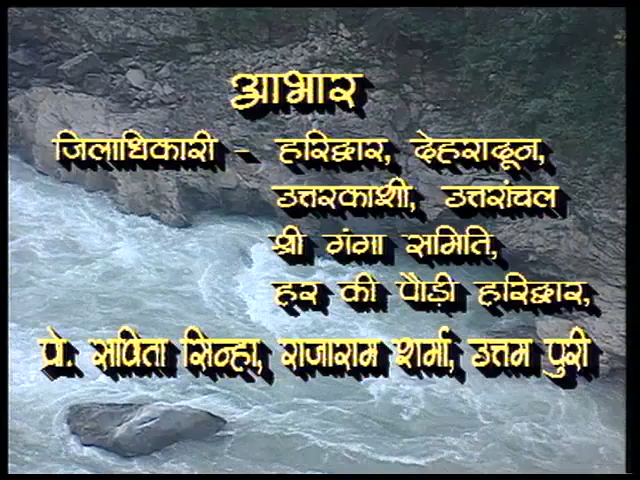 आभार
जिलाधिकारी - हरिद्वार, देहरादून,
उत्तरकाशी, उत्तरांचल
श्री गंगा समिति,
हर की पौड़ी हरिद्वार,
प्रे. सविता सिन्हा, राजाराम शर्मा, उत्तम पुरी